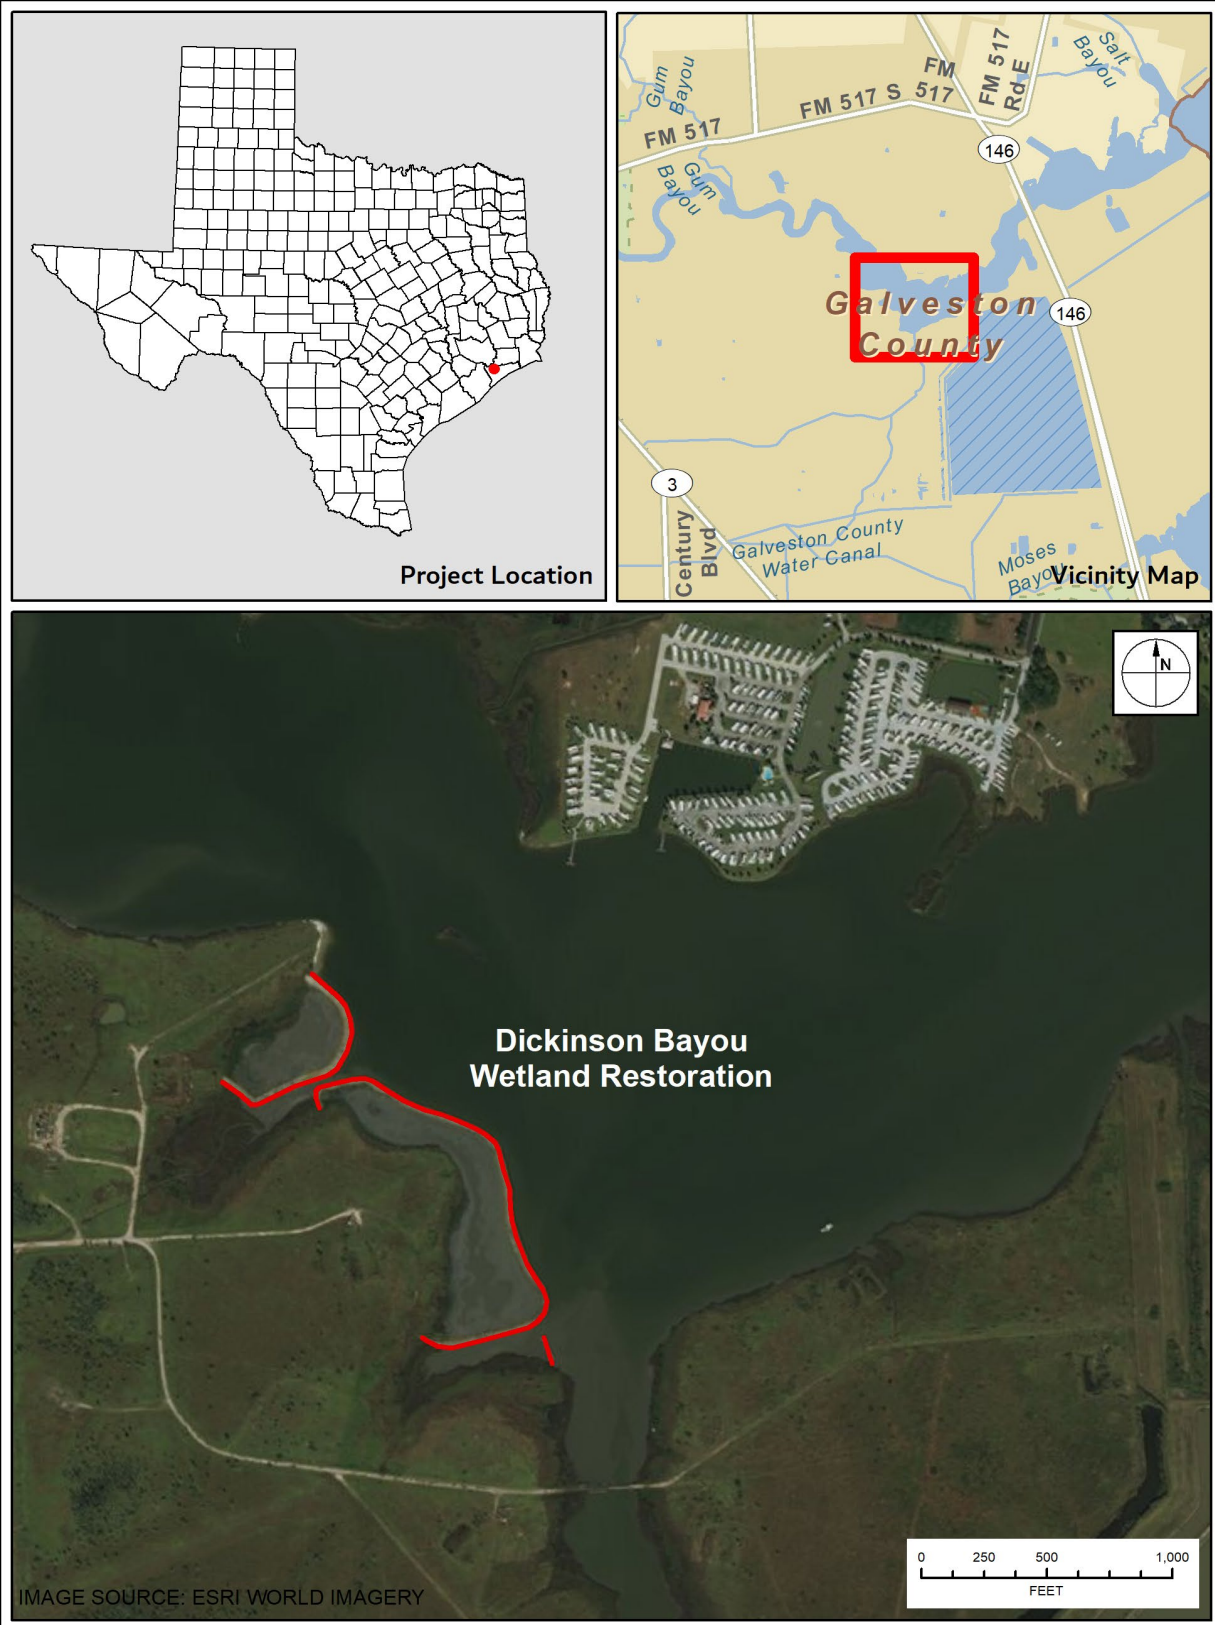 Project Location
Gum
Bayou
FM 517
FM 517 S
FM
517
FM 517
Rd E
Salt
Bayou
146
Gum
Bayou
Galveston
County
146
3
Century
Blvd
Galveston County
Water Canal
Moses
Bayou
Vicinity Map
N
Dickinson Bayou
Wetland Restoration
0 250 500 1,000
FEET
IMAGE SOURCE: ESRI WORLD IMAGERY